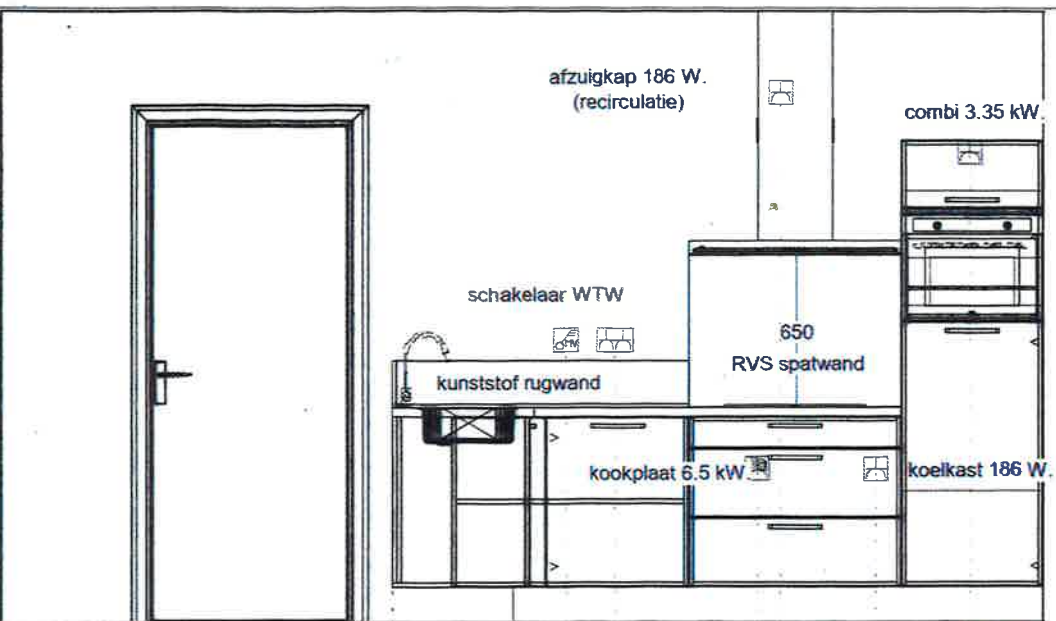 afzuigkap 186 W.
(recirculatie)
combi 3.35 kW.
schakelaar WTW
650
RVS spatwand
kunststof rugwand
kookplaat 6.5 kW.
koelkast 186 W.